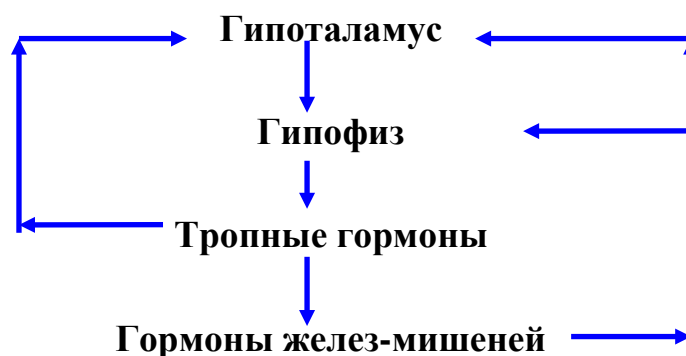 Гипоталамус
Гипофиз
Тропные гормоны
Гормоны желез-мишеней